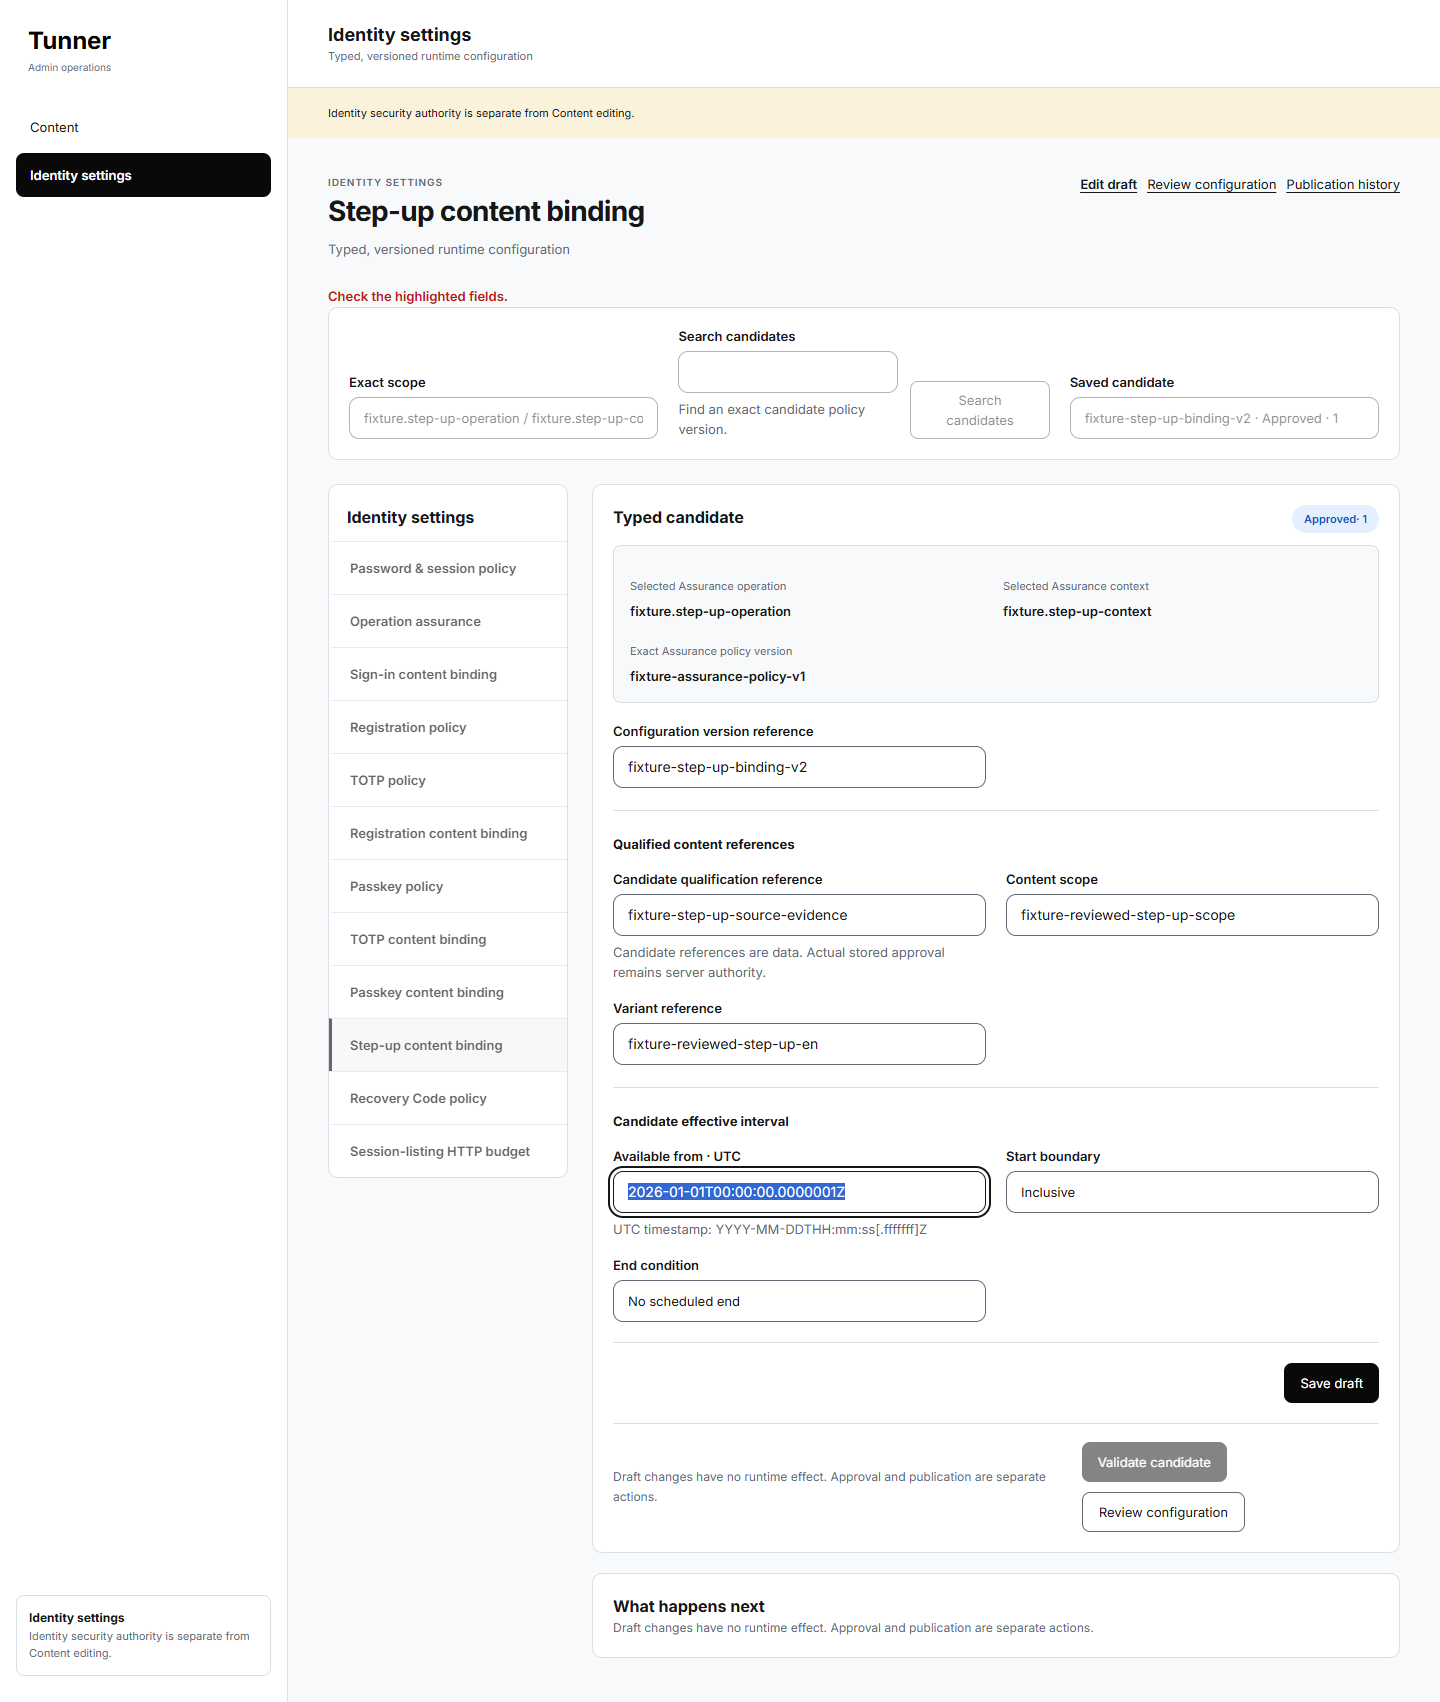 Tunner
Admin operations
Content
Identity settings
Identity settings
Identity security authority is separate from
Content editing.
Identity settings
Typed, versioned runtime configuration
Identity security authority is separate from Content editing.
IDENTITY SETTINGS
Step-up content binding
Typed, versioned runtime configuration
Edit draft
Review configuration
Publication history
Check the highlighted fields.
Exact scope
fixture.step-up-operation / fixture.step-up-co
Search candidates
Find an exact candidate policy
version.
Search
candidates
Saved candidate
fixture-step-up-binding-v2 · Approved · 1
Identity settings
Password & session policy
Operation assurance
Sign-in content binding
Registration policy
TOTP policy
Registration content binding
Passkey policy
TOTP content binding
Passkey content binding
Step-up content binding
Recovery Code policy
Session-listing HTTP budget
Typed candidate
Approved· 1
Selected Assurance operation
fixture.step-up-operation
Selected Assurance context
fixture.step-up-context
Exact Assurance policy version
fixture-assurance-policy-v1
Configuration version reference
fixture-step-up-binding-v2
Qualified content references
Candidate qualification reference
fixture-step-up-source-evidence
Candidate references are data. Actual stored approval
remains server authority.
Content scope
fixture-reviewed-step-up-scope
Variant reference
fixture-reviewed-step-up-en
Candidate effective interval
Available from · UTC
2026-01-01T00:00:00.0000001Z
UTC timestamp: YYYY-MM-DDTHH:mm:ss[.fffffff]Z
Start boundary
Inclusive
End condition
No scheduled end
Save draft
Draft changes have no runtime effect. Approval and publication are separate
actions.
Validate candidate
Review configuration
What happens next
Draft changes have no runtime effect. Approval and publication are separate actions.